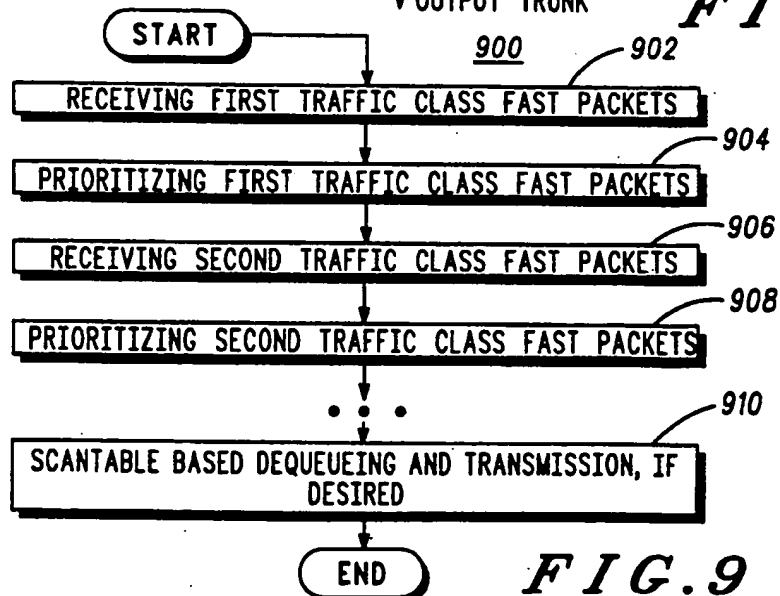 OUTPUT TRUNK
START
900
902
RECEIVING FIRST TRAFFIC CLASS FAST PACKETS
904
PRIORITIZING FIRST TRAFFIC CLASS FAST PACKETS
906
RECEIVING SECOND TRAFFIC CLASS FAST PACKETS
908
PRIORITIZING SECOND TRAFFIC CLASS FAST PACKETS
• • •
910
SCANTABLE BASED DEQUEUEING AND TRANSMISSION, IF
DESIRED
END
FIG.9